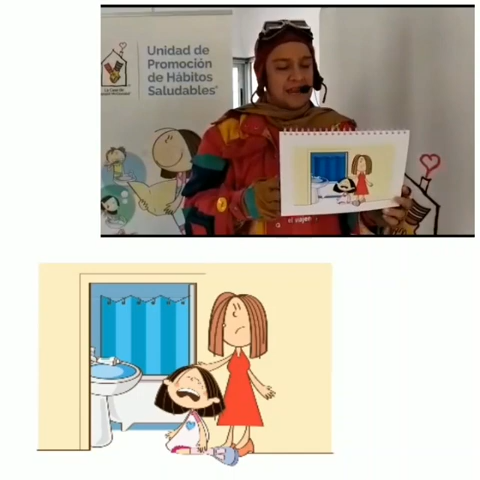 Unidad de
Promoción
de Hábitos
Saludables
el viaje